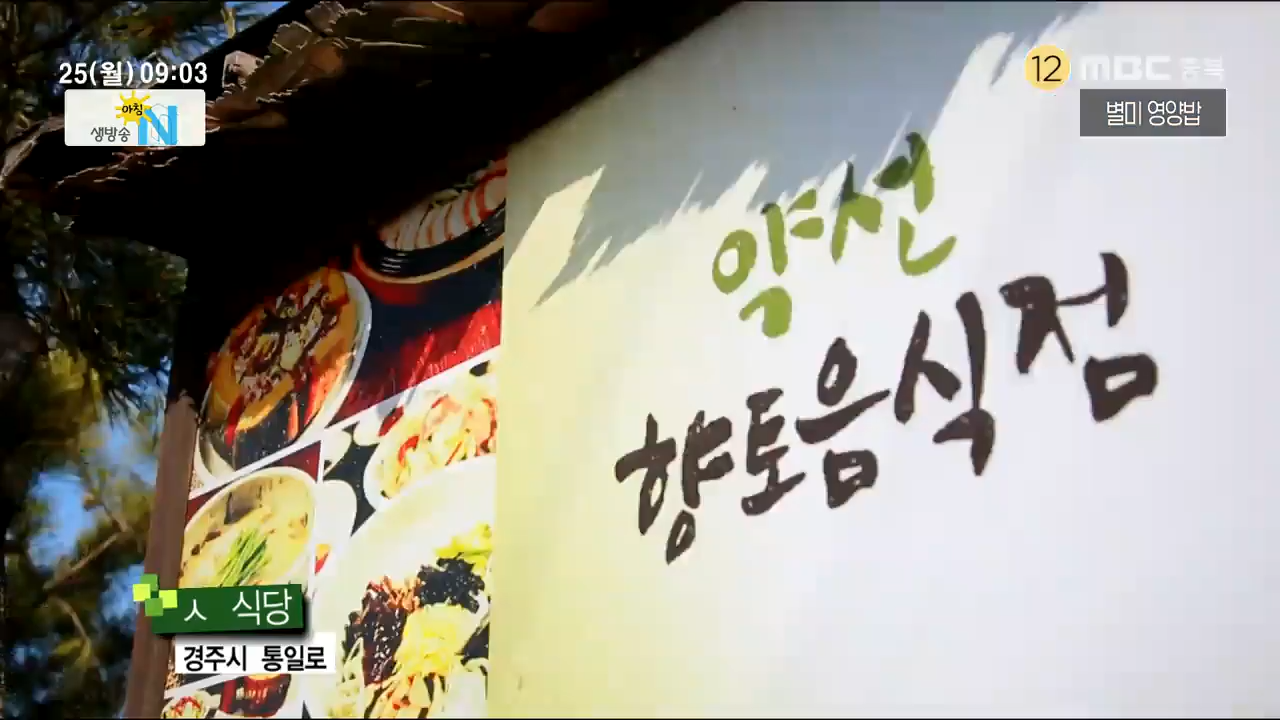 25(월) 09:03
12 MBC 충북
아침
생방송 N
별미 영양밥
약선
향토음식점
ㅅ 식당
경주시 통일로